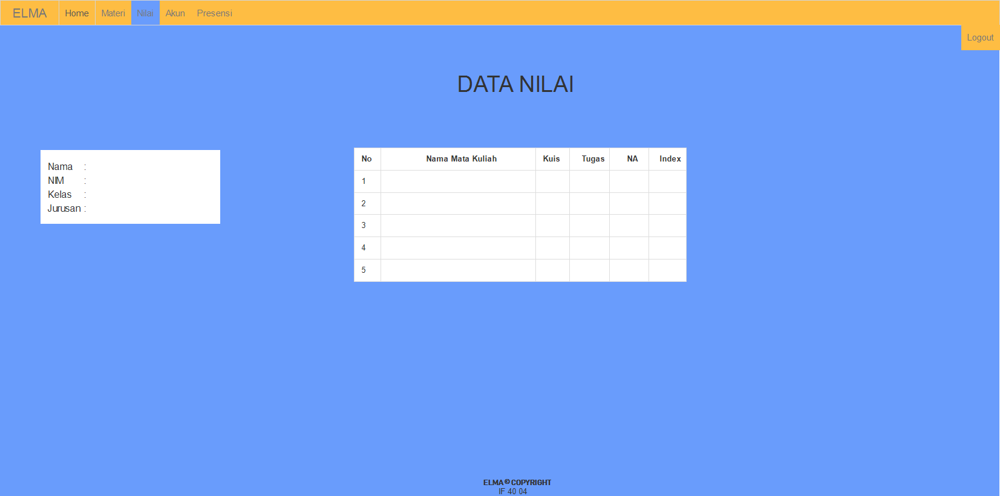 ELMA Home Materi Nilai Akun Presensi
Logout
DATA NILAI
Nama :
NIM :
Kelas :
Jurusan :
No Nama Mata Kuliah Kuis Tugas NA Index
1
2
3
4
5
ELMA © COPYRIGHT
IF 40 04